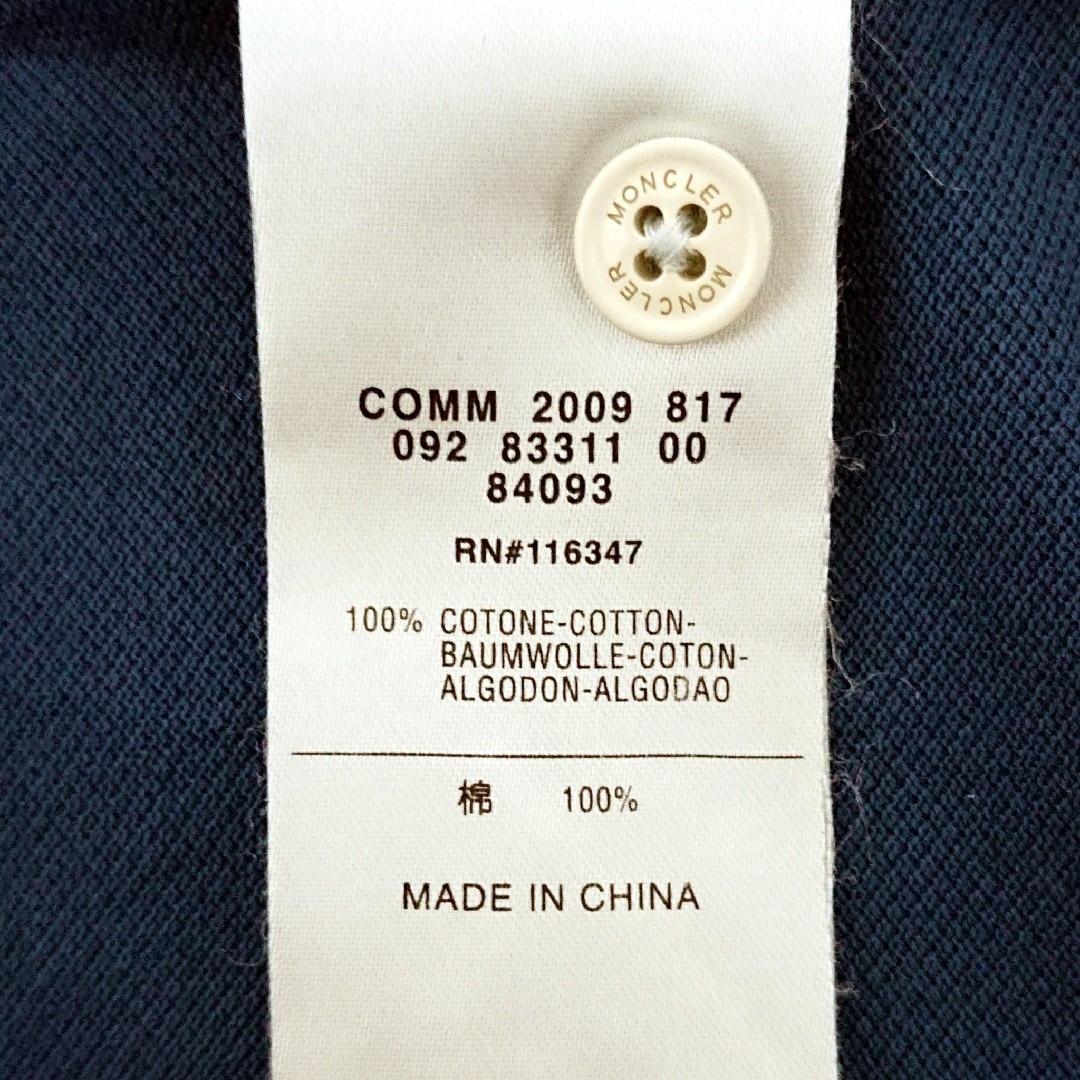 MONCLER
MONCLER
COMM 2009 817
092 83311 00
84093
RN#116347
100% COTONE-COTTON-
BAUMWOLLE-COTON-
ALGODON-ALGODAO
棉 100%
MADE IN CHINA